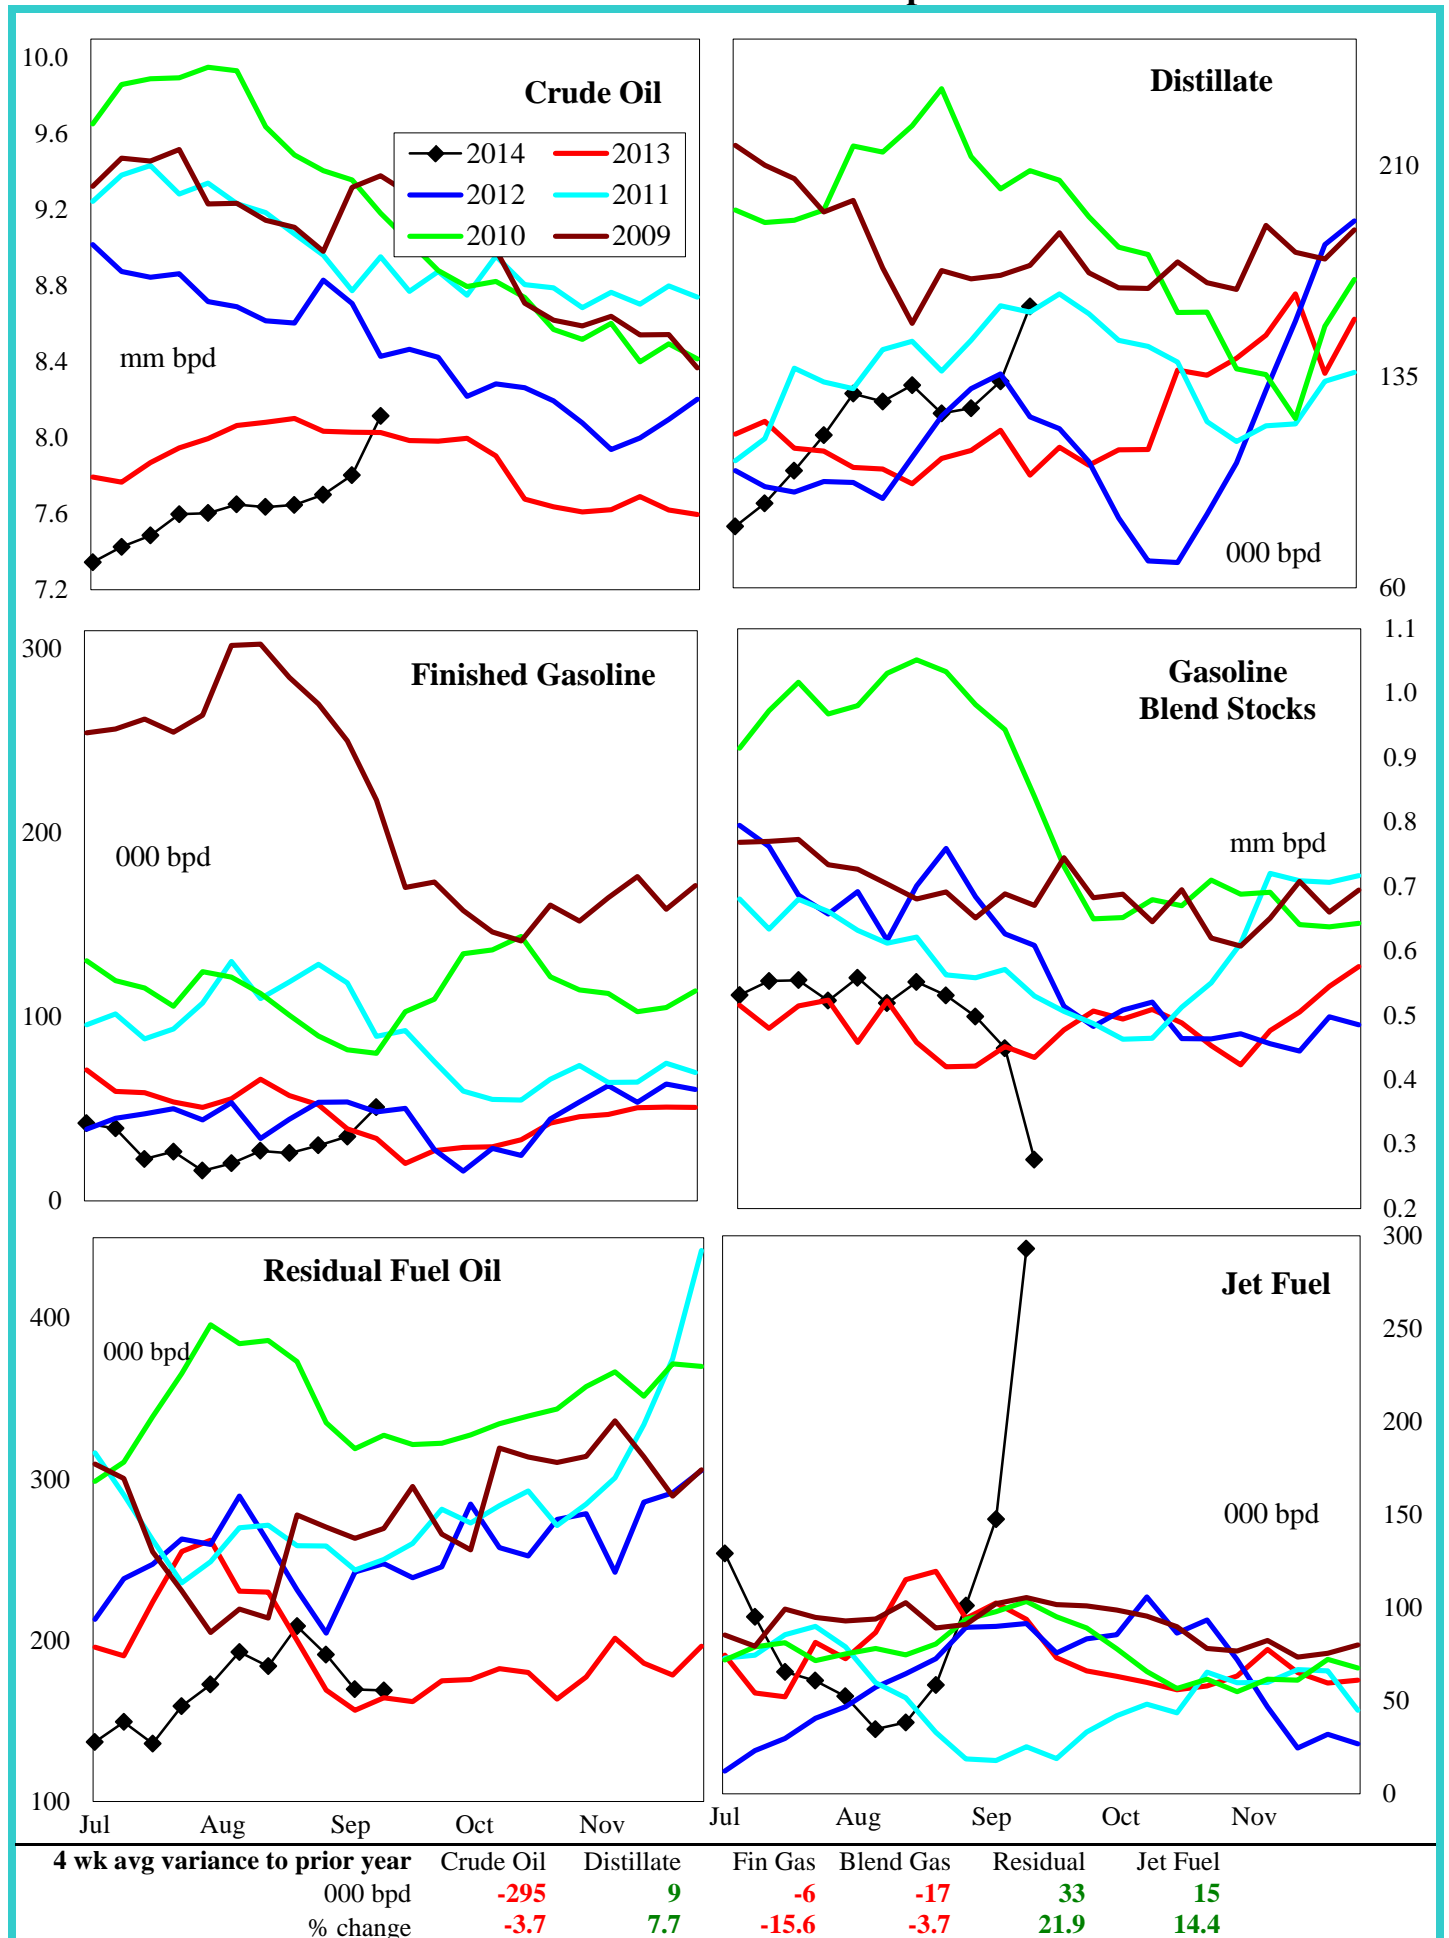 10.0
9.6
9.2
8.8
8.4
8.0
7.6
7.2
Crude Oil
mm bpd
2014 2013
2012 2011
2010 2009
Distillate
210
135
60
000 bpd
300
200
100
0
Finished Gasoline
000 bpd
Gasoline
Blend Stocks
mm bpd
1.1
1.0
0.9
0.8
0.7
0.6
0.5
0.4
0.3
0.2
Residual Fuel Oil
000 bpd
400
300
200
100
Jul Aug Sep Oct Nov
Jet Fuel
000 bpd
300
250
200
150
100
50
0
Jul Aug Sep Oct Nov
4 wk avg variance to prior year Crude Oil Distillate Fin Gas Blend Gas Residual Jet Fuel
000 bpd -295 9 -6 -17 33 15
% change -3.7 7.7 -15.6 -3.7 21.9 14.4